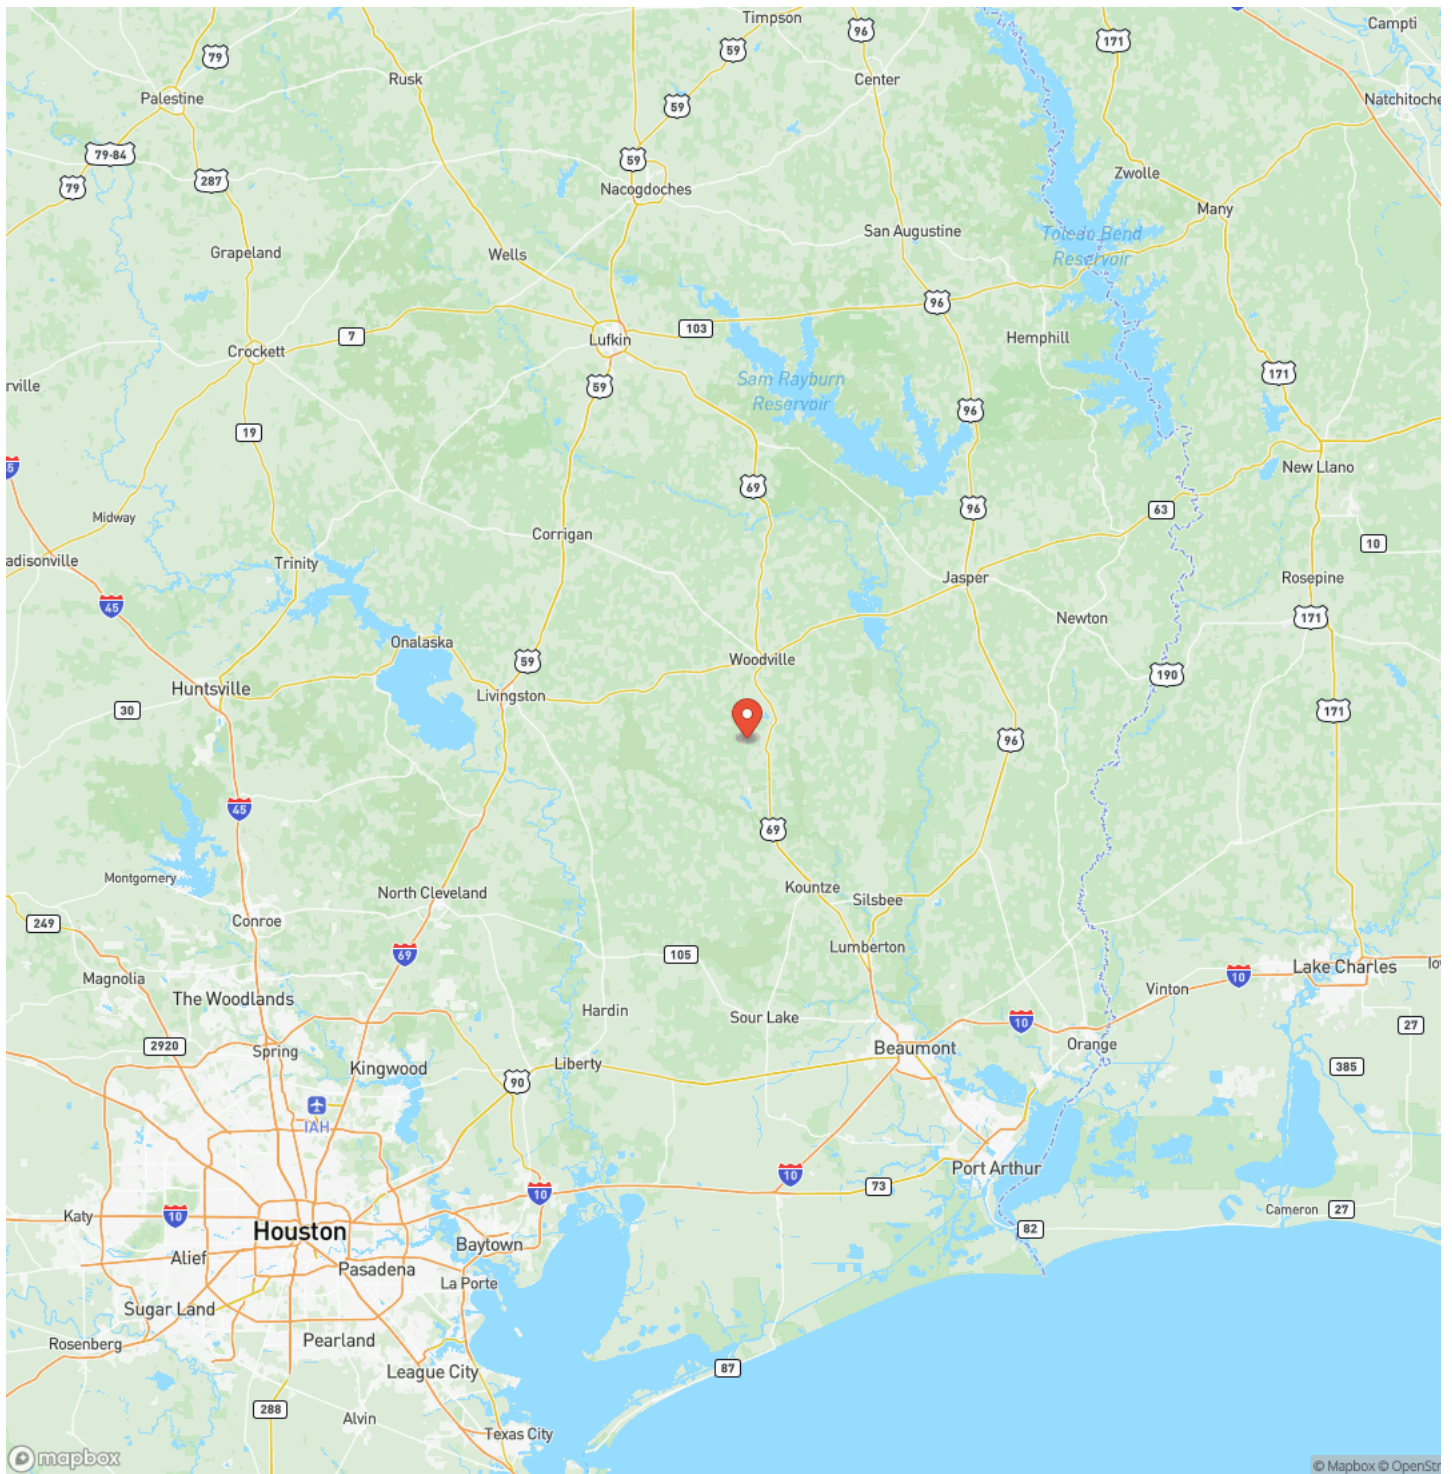 Timpson
96
171
Campti
79
59
Rusk
Center
Palestine
59
Natchitoche
79-84
59
Zwolle
79
287
Nacogdoches
Many
San Augustine
Toledo Bend
Reservoir
Grapeland
Wells
96
103
7
Lufkin
Hemphill
Crockett
Sam Rayburn
Reservoir
59
171
rville
96
19
5
New Llano
69
96
63
Midway
Corrigan
10
adisonville
Trinity
Jasper
Rosepine
45
Newton
171
Onalaska
59
Woodville
190
Huntsville
Livingston
30
171
96
45
69
Montgomery
North Cleveland
Kountze
Silsbee
249
Conroe
69
105
Lumberton
Magnolia
10
Lake Charles
Io
The Woodlands
Vinton
Hardin
Sour Lake
10
27
2920
Spring
Beaumont
Orange
Kingwood
90
Liberty
385
IAH
Port Arthur
10
73
10
Katy
10
82
Cameron
27
Houston
Baytown
Alief
Pasadena
La Porte
Sugar Land
Rosenberg
Pearland
League City
87
288
Alvin
Texas City
mapbox
© Mapbox © OpenStr